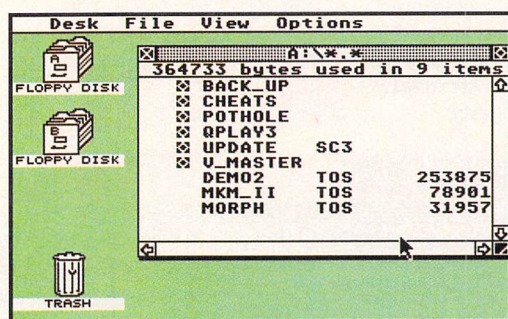 Desk File View Options
A:\*.*
364733 bytes used in 9 items
BACK_UP
CHEATS
POTHOLE
QPLAY3
UPDATE SC3
V_MASTER
DEMO2 TOS 253875
MKM_II TOS 78901
MORPH TOS 31957
A
FLOPPY DISK
B
FLOPPY DISK
TRASH